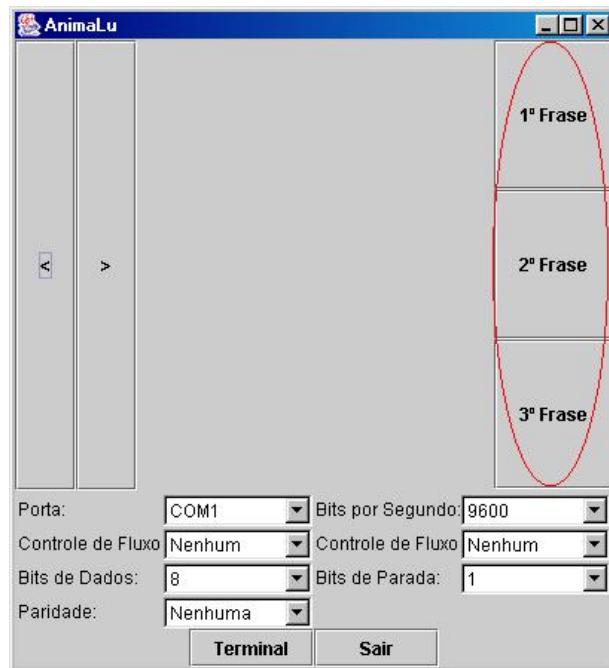 AnimaLu
1º Frase
< > 2º Frase
3º Frase
Porta: COM1 Bits por Segundo: 9600
Controle de Fluxo Nenhum Controle de Fluxo Nenhum
Bits de Dados: 8 Bits de Parada: 1
Paridade: Nenhuma
Terminal Sair